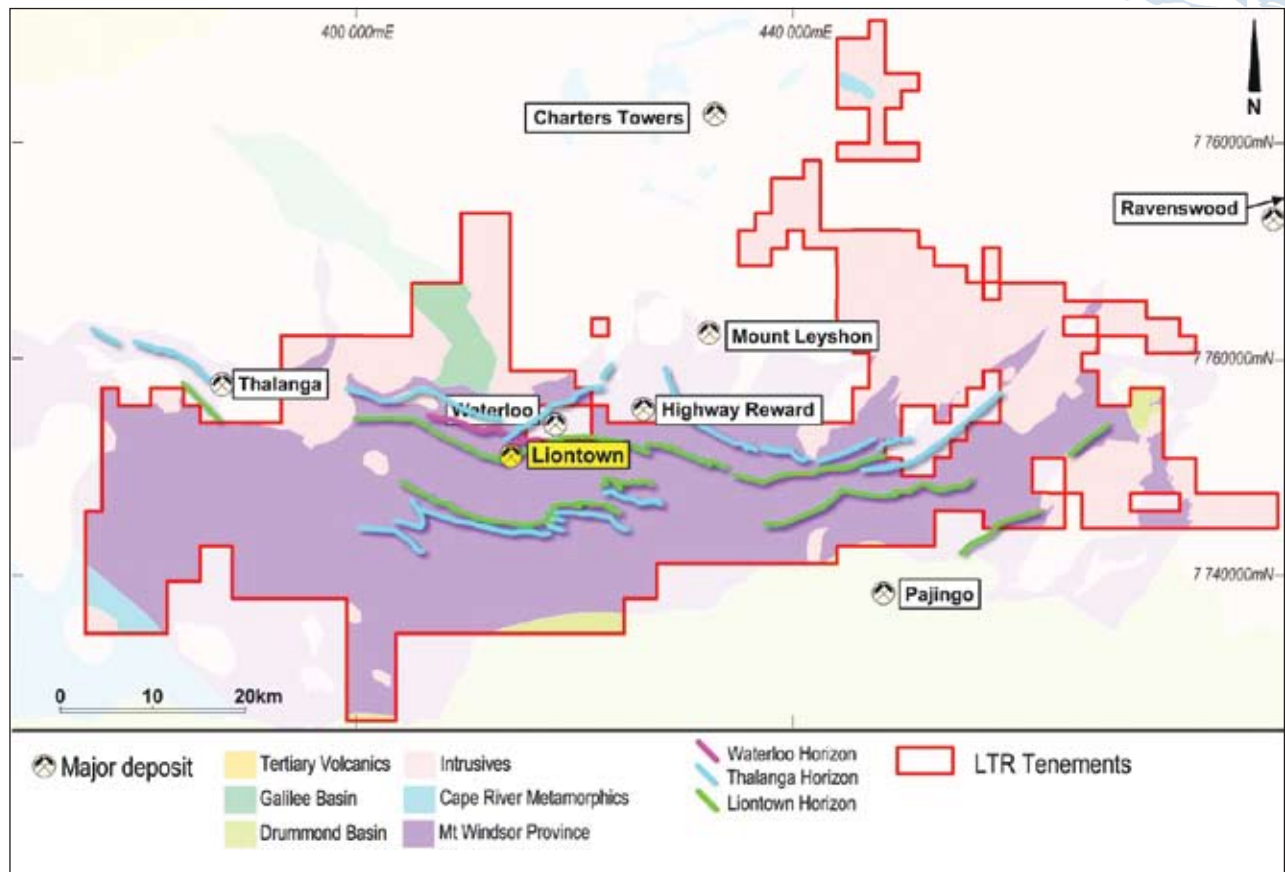 400 000mE
440 000mE
N
Charters Towers
7 760000mN
Ravenswood
Mount Leyshon
7 760000mN
Thalanga
Waterloo
Highway Reward
Liontown
7 740000mN
Pajingo
0 10 20km
Major deposit
Tertiary Volcanics
Galilee Basin
Drummond Basin
Intrusives
Cape River Metamorphics
Mt Windsor Province
Waterloo Horizon
Thalanga Horizon
Liontown Horizon
LTR Tenements